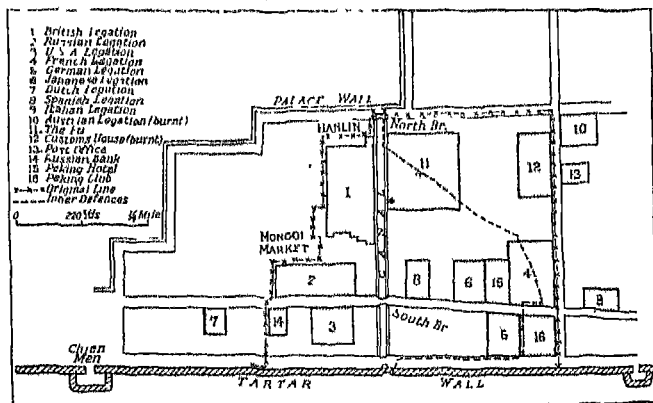 1 British Legation
2 Russian Legation
3 U S A Legation
4 French Legation
5 German Legation
6 Japanese Legation
7 Dutch Legation
8 Spanish Legation
9 Italian Legation
10 Austrian Legation (burnt)
11 The Fu
12 Customs House (burnt)
13 Post Office
14 Russian Bank
15 Peking Hotel
16 Peking Club
Original Line
Inner Defences
0 220 Yds ¼ Mile
PALACE WALL
HANLIN
North Br.
10
11
12
13
1
MONGOL
MARKET
2
8
6
15
4
9
7
14
3
South Br
5
16
Chien
Men
TARTAR WALL